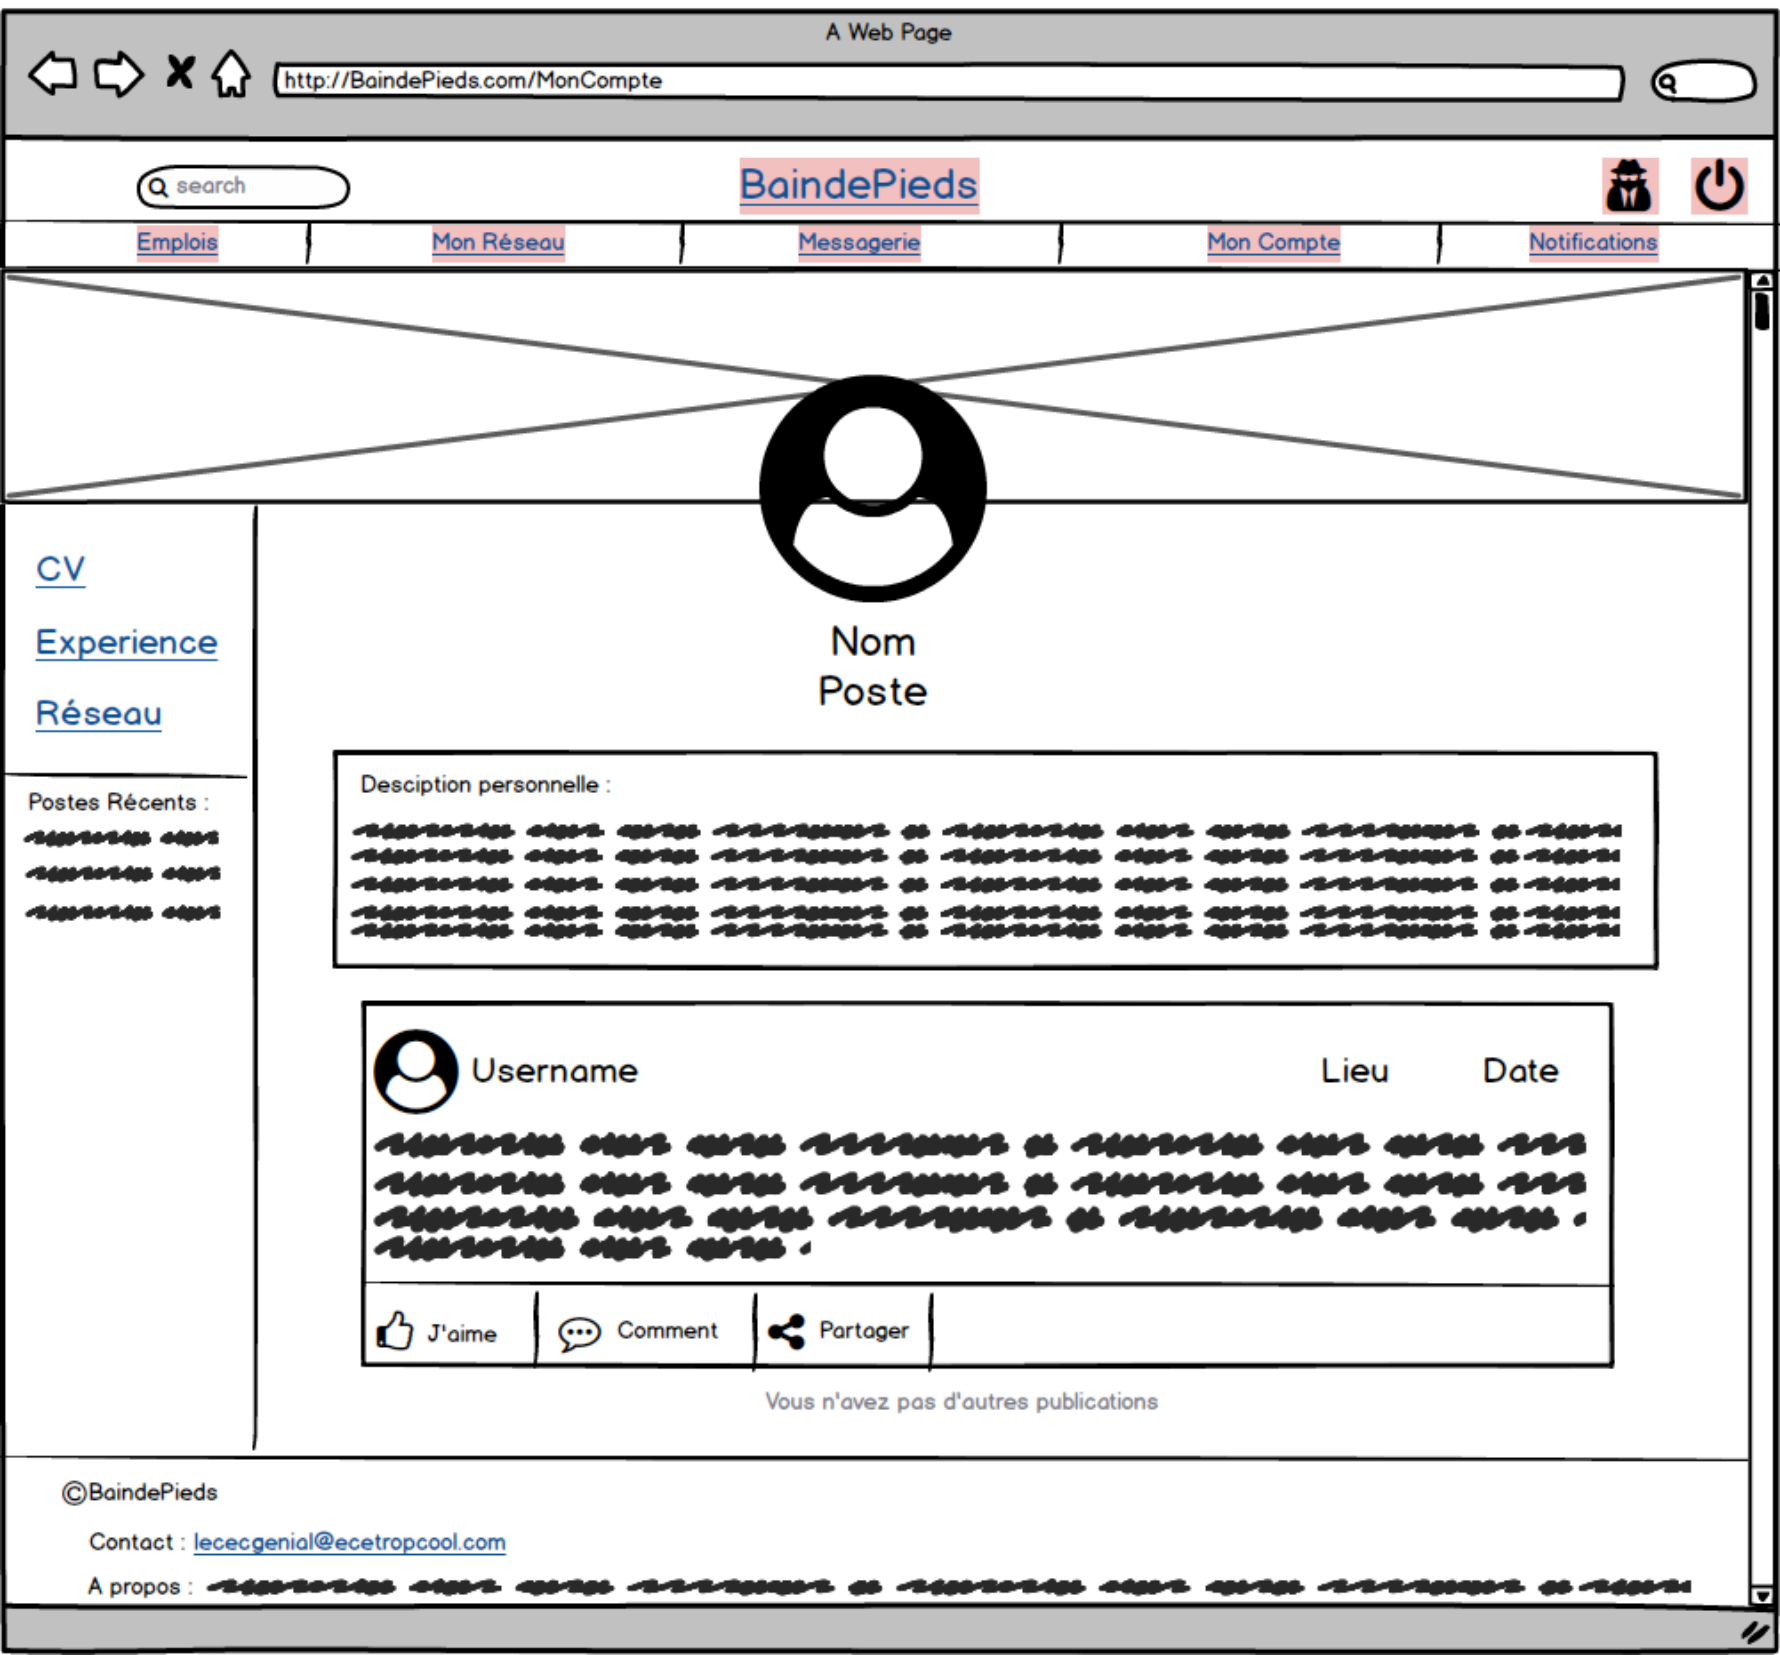 A Web Page
http://BaindePieds.com/MonCompte
search
BaindePieds
Emplois
Mon Réseau
Messagerie
Mon Compte
Notifications
CV
Experience
Réseau
Postes Récents :
Nom
Poste
Desciption personnelle :
Username
Lieu
Date
J'aime
Comment
Partager
Vous n'avez pas d'autres publications
©BaindePieds
Contact : lececgenial@ecetropcool.com
A propos :